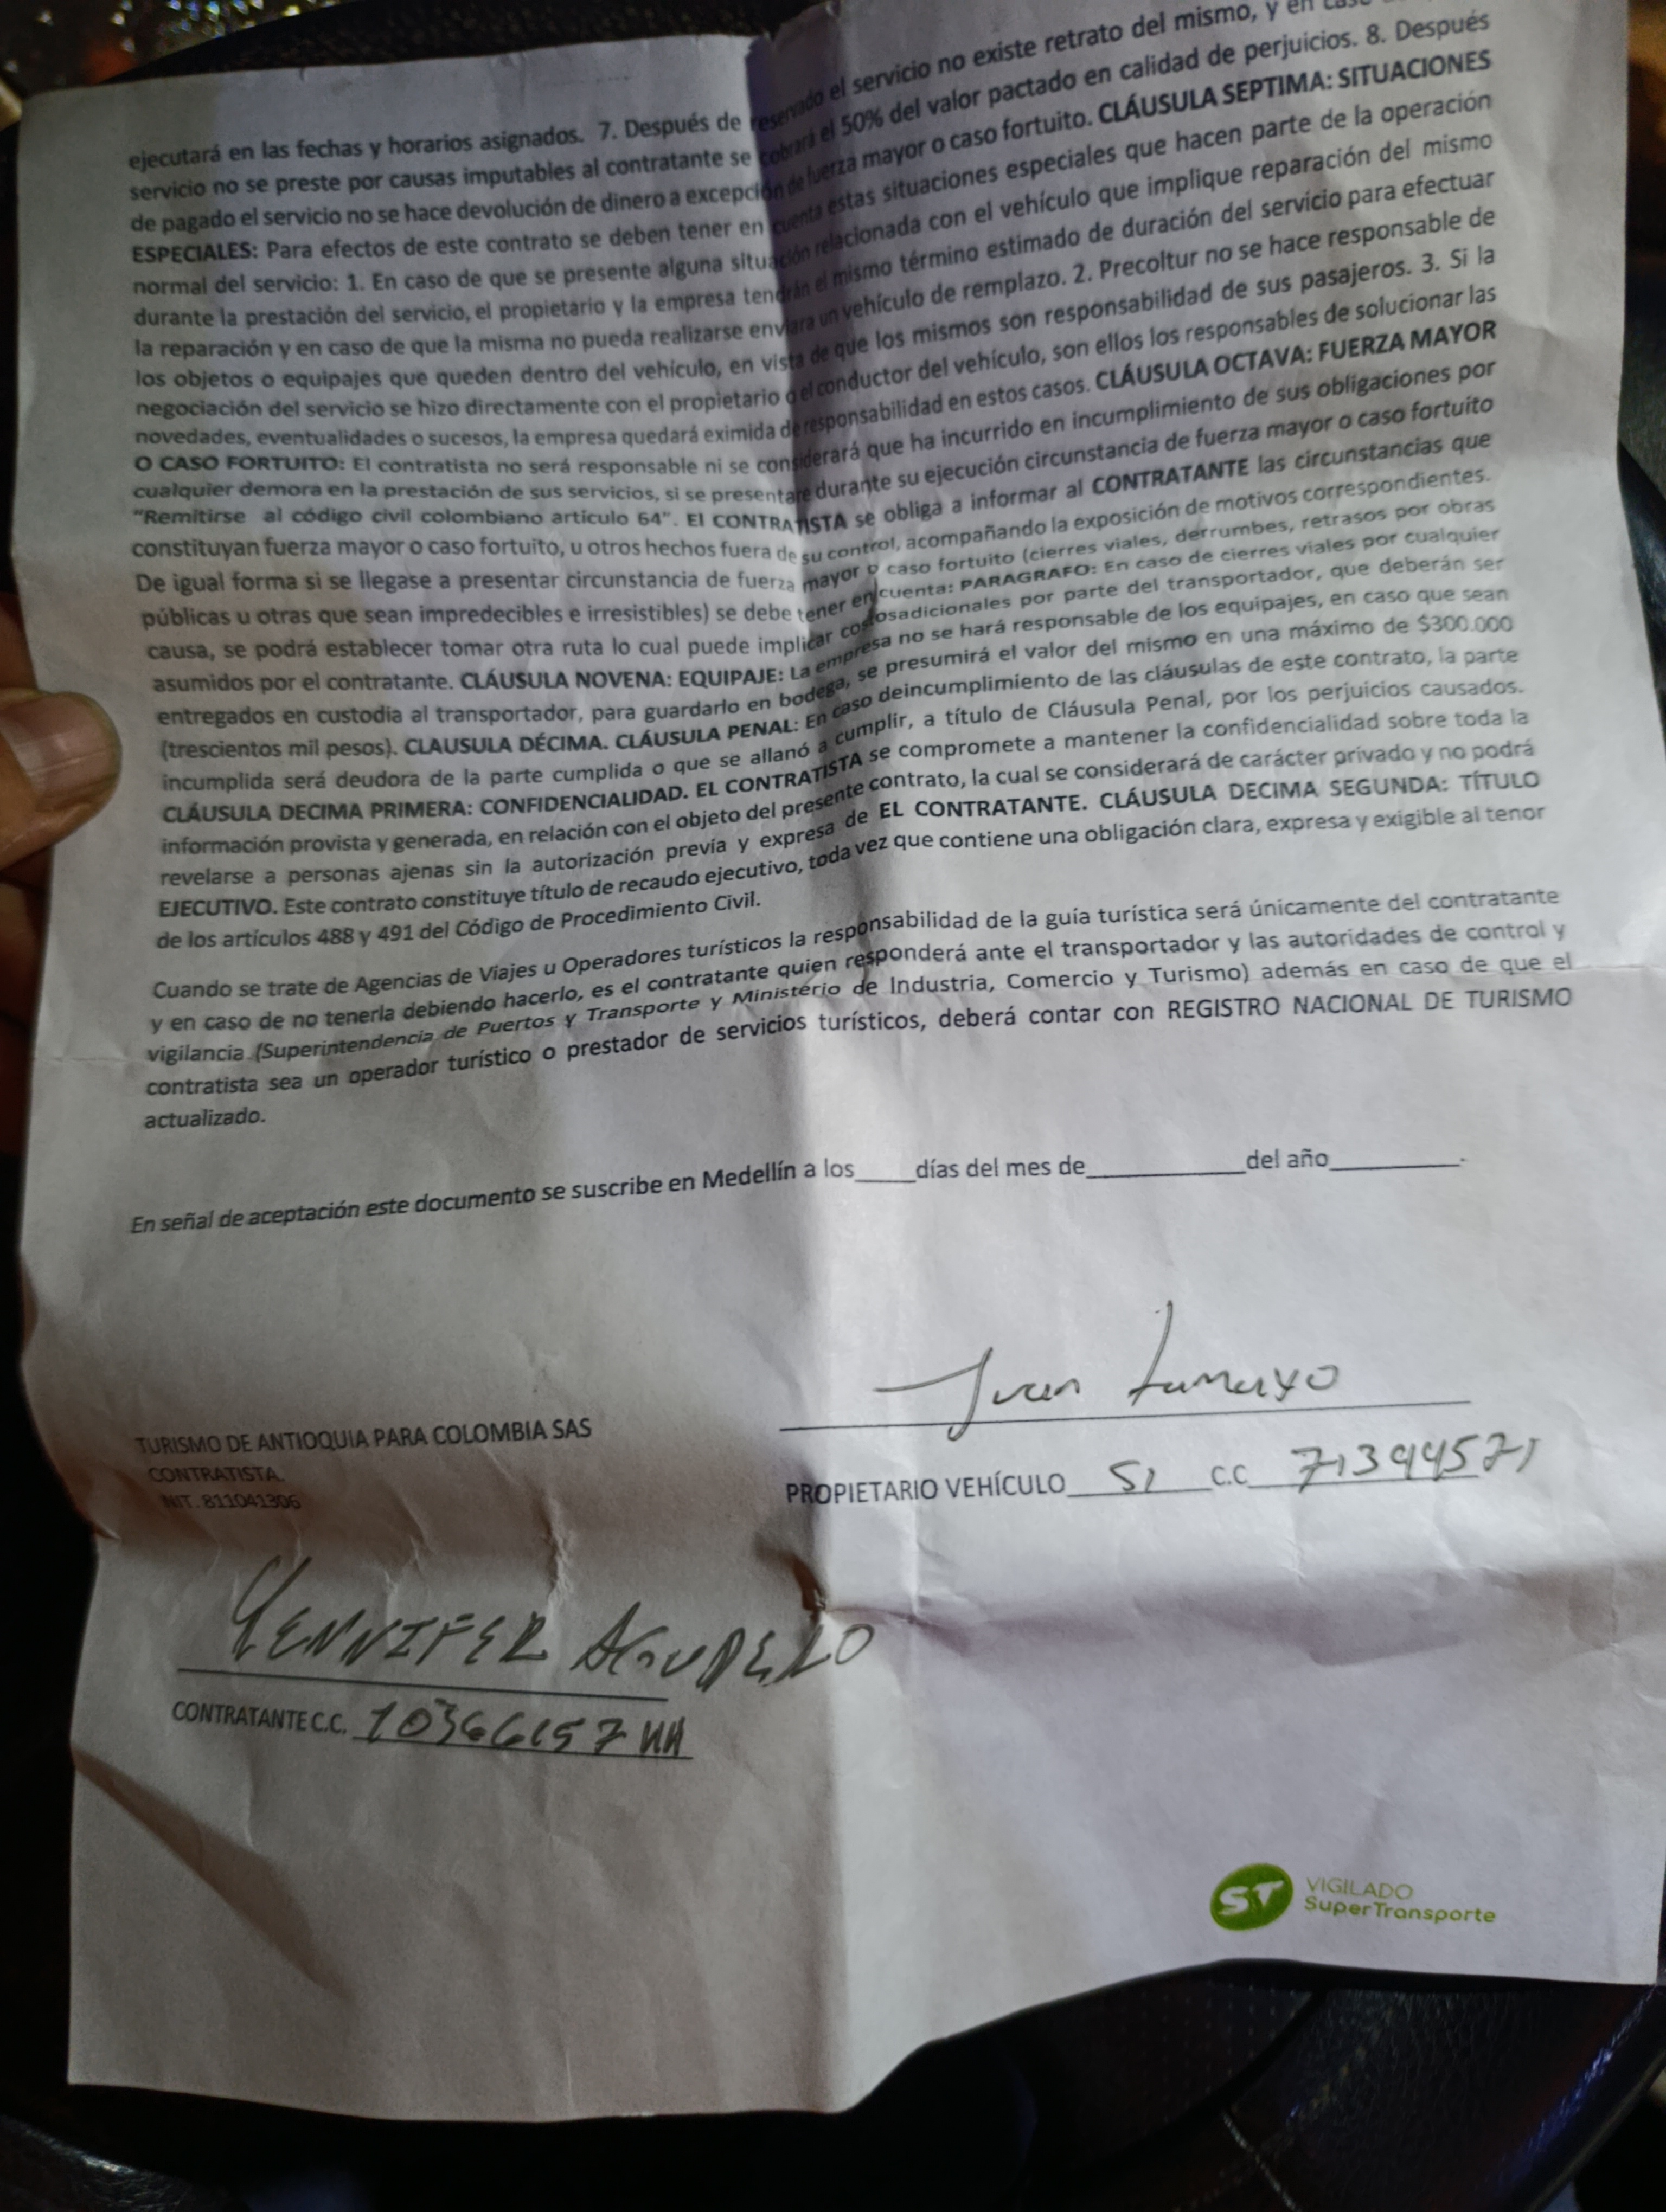 ejecutará en las fechas y horarios asignados. 7. Después de reservado el servicio no existe retrato del mismo, y en
servicio no se preste por causas imputables al contratante se cobrará el 50% del valor pactado en calidad de perjuicios. 8. Después
de pagado el servicio no se hace devolución de dinero a excepción de fuerza mayor o caso fortuito. CLÁUSULA SEPTIMA: SITUACIONES
ESPECIALES: Para efectos de este contrato se deben tener en cuenta estas situaciones especiales que hacen parte de la operación
normal del servicio: 1. En caso de que se presente alguna situación relacionada con el vehículo que implique reparación del mismo
durante la prestación del servicio, el propietario y la empresa tendrán el mismo término estimado de duración del servicio para efectuar
la reparación y en caso de que la misma no pueda realizarse enviara un vehículo de remplazo. 2. Precoltur no se hace responsable de
los objetos o equipajes que queden dentro del vehículo, en vista de que los mismos son responsabilidad de sus pasajeros. 3. Si la
negociación del servicio se hizo directamente con el propietario o el conductor del vehículo, son ellos los responsables de solucionar las
novedades, eventualidades o sucesos, la empresa quedará eximida de responsabilidad en estos casos. CLÁUSULA OCTAVA: FUERZA MAYOR
O CASO FORTUITO: El contratista no será responsable ni se considerará que ha incurrido en incumplimiento de sus obligaciones por
cualquier demora en la prestación de sus servicios, si se presentare durante su ejecución circunstancia de fuerza mayor o caso fortuito
"Remitirse al código civil colombiano artículo 64". El CONTRATISTA se obliga a informar al CONTRATANTE las circunstancias que
constituyan fuerza mayor o caso fortuito, u otros hechos fuera de su control, acompañando la exposición de motivos correspondientes.
De igual forma si se llegase a presentar circunstancia de fuerza mayor o caso fortuito (cierres viales, derrumbes, retrasos por obras
públicas u otras que sean impredecibles e irresistibles) se debe tener en cuenta: PARAGRAFO: En caso de cierres viales por cualquier
causa, se podrá establecer tomar otra ruta lo cual puede implicar costosadicionales por parte del transportador, que deberán ser
asumidos por el contratante. CLÁUSULA NOVENA: EQUIPAJE: La empresa no se hará responsable de los equipajes, en caso que sean
entregados en custodia al transportador, para guardarlo en bodega, se presumirá el valor del mismo en una máximo de $300.000
(trescientos mil pesos). CLAUSULA DÉCIMA. CLÁUSULA PENAL: En caso deincumplimiento de las cláusulas de este contrato, la parte
incumplida será deudora de la parte cumplida o que se allanó a cumplir, a título de Cláusula Penal, por los perjuicios causados.
CLÁUSULA DECIMA PRIMERA: CONFIDENCIALIDAD. EL CONTRATISTA se compromete a mantener la confidencialidad sobre toda la
información provista y generada, en relación con el objeto del presente contrato, la cual se considerará de carácter privado y no podrá
revelarse a personas ajenas sin la autorización previa y expresa de EL CONTRATANTE. CLÁUSULA DECIMA SEGUNDA: TÍTULO
EJECUTIVO. Este contrato constituye título de recaudo ejecutivo, toda vez que contiene una obligación clara, expresa y exigible al tenor
de los artículos 488 y 491 del Código de Procedimiento Civil.
Cuando se trate de Agencias de Viajes u Operadores turísticos la responsabilidad de la guía turística será únicamente del contratante
y en caso de no tenerla debiendo hacerlo, es el contratante quien responderá ante el transportador y las autoridades de control y
vigilancia (Superintendencia de Puertos y Transporte y Ministerio de Industria, Comercio y Turismo) además en caso de que el
contratista sea un operador turístico o prestador de servicios turísticos, deberá contar con REGISTRO NACIONAL DE TURISMO
actualizado.
En señal de aceptación este documento se suscribe en Medellín a los_____días del mes de_____________del año___________.
Juan Tamayo
TURISMO DE ANTIOQUIA PARA COLOMBIA SAS
CONTRATISTA
NIT. 811041306
PROPIETARIO VEHÍCULO SI C.C 71394571
YENNIFER AGUDELO
CONTRATANTE C.C.
ST VIGILADO
SuperTransporte